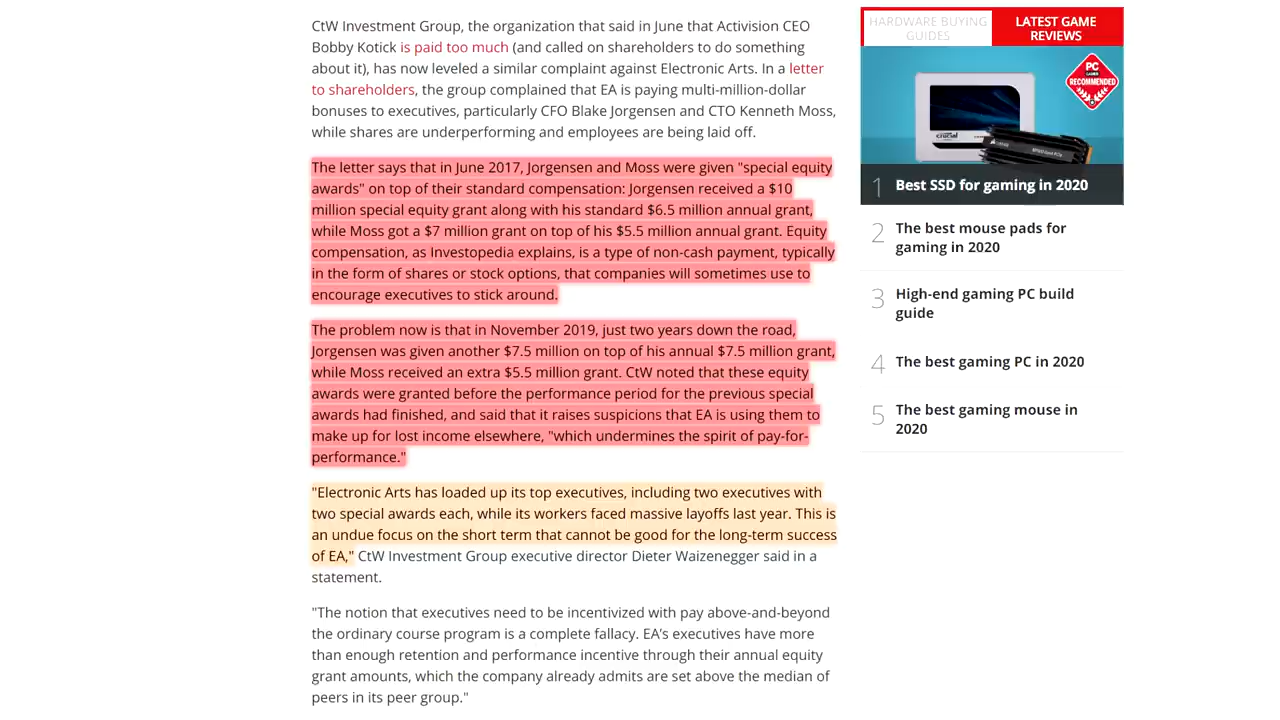 CtW Investment Group, the organization that said in June that Activision CEO
Bobby Kotick is paid too much (and called on shareholders to do something
about it), has now leveled a similar complaint against Electronic Arts. In a letter
to shareholders, the group complained that EA is paying multi-million-dollar
bonuses to executives, particularly CFO Blake Jorgensen and CTO Kenneth Moss,
while shares are underperforming and employees are being laid off.
The letter says that in June 2017, Jorgensen and Moss were given "special equity
awards" on top of their standard compensation: Jorgensen received a $10
million special equity grant along with his standard $6.5 million annual grant,
while Moss got a $7 million grant on top of his $5.5 million annual grant. Equity
compensation, as Investopedia explains, is a type of non-cash payment, typically
in the form of shares or stock options, that companies will sometimes use to
encourage executives to stick around.
The problem now is that in November 2019, just two years down the road,
Jorgensen was given another $7.5 million on top of his annual $7.5 million grant,
while Moss received an extra $5.5 million grant. CtW noted that these equity
awards were granted before the performance period for the previous special
awards had finished, and said that it raises suspicions that EA is using them to
make up for lost income elsewhere, "which undermines the spirit of pay-for-
performance."
"Electronic Arts has loaded up its top executives, including two executives with
two special awards each, while its workers faced massive layoffs last year. This is
an undue focus on the short term that cannot be good for the long-term success
of EA," CtW Investment Group executive director Dieter Waizenegger said in a
statement.
"The notion that executives need to be incentivized with pay above-and-beyond
the ordinary course program is a complete fallacy. EA's executives have more
than enough retention and performance incentive through their annual equity
grant amounts, which the company already admits are set above the median of
peers in its peer group."
HARDWARE BUYING
GUIDES
LATEST GAME
REVIEWS
PC
GAMER
RECOMMENDED
crucial
1 Best SSD for gaming in 2020
2 The best mouse pads for
gaming in 2020
3 High-end gaming PC build
guide
4 The best gaming PC in 2020
5 The best gaming mouse in
2020